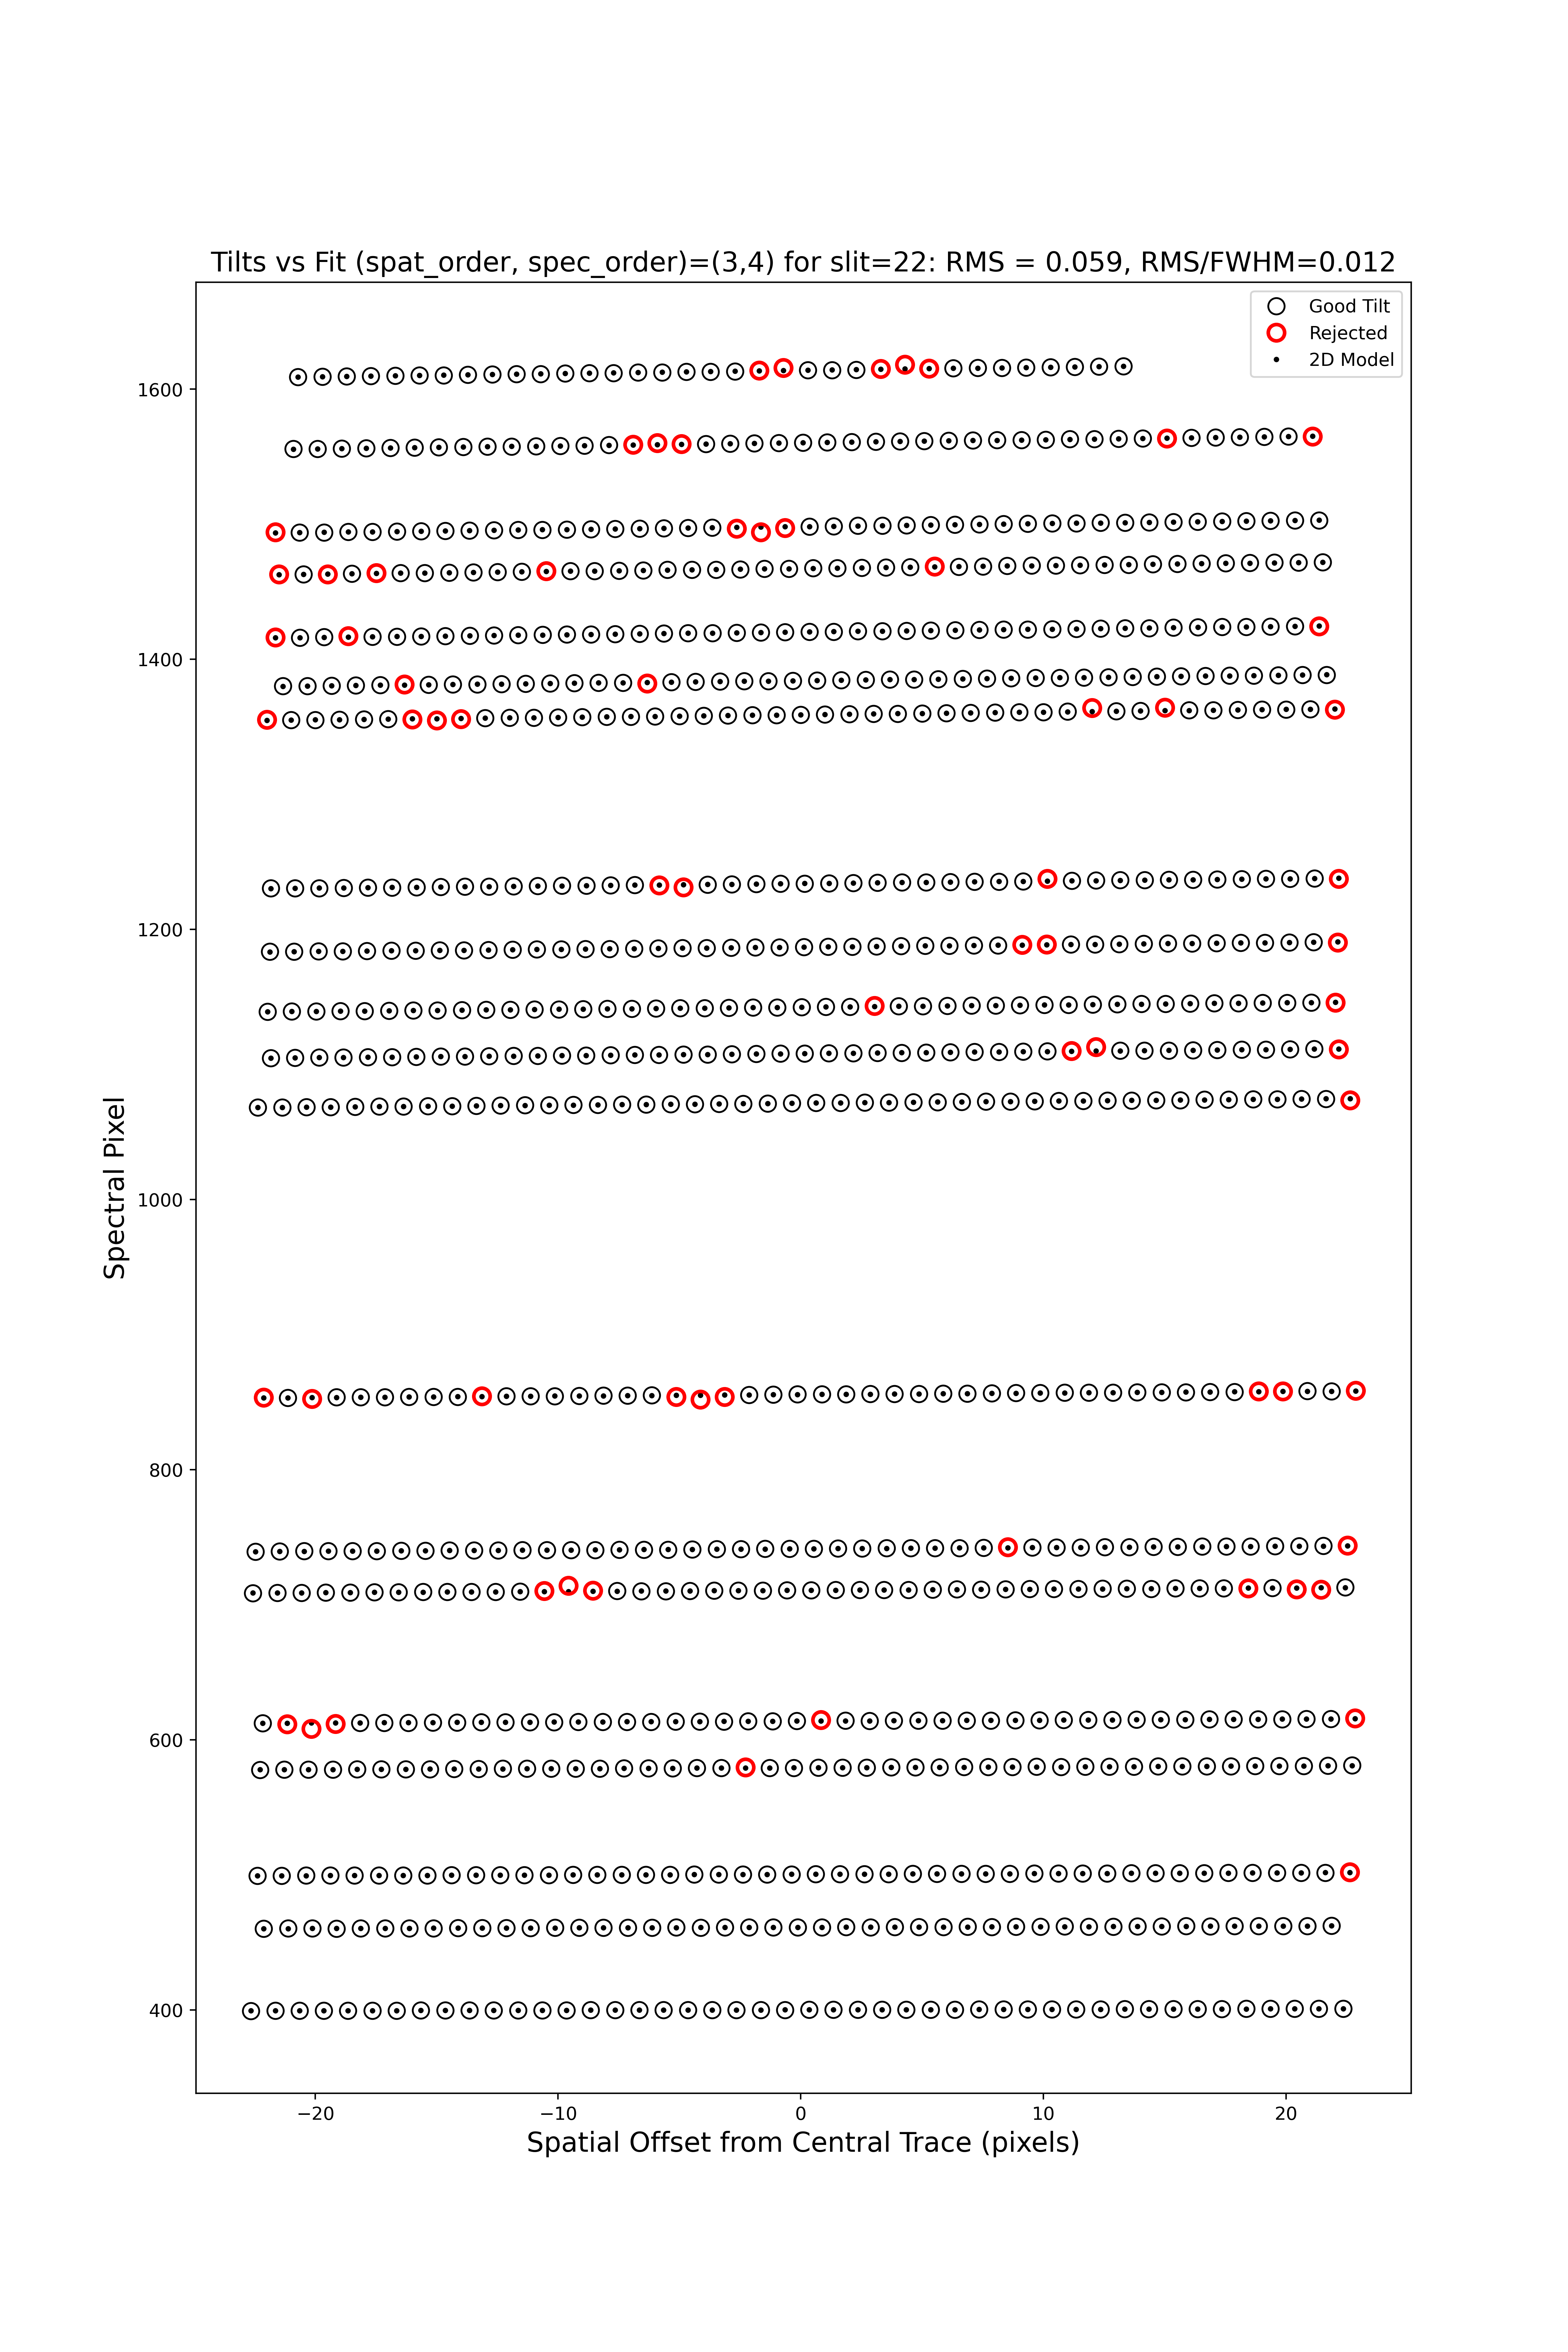 Tilts vs Fit (spat_order, spec_order)=(3,4) for slit=22: RMS = 0.059, RMS/FWHM=0.012
Good Tilt
Rejected
2D Model
1600
1400
1200
1000
800
600
400
Spectral Pixel
−20
−10
0
10
20
Spatial Offset from Central Trace (pixels)